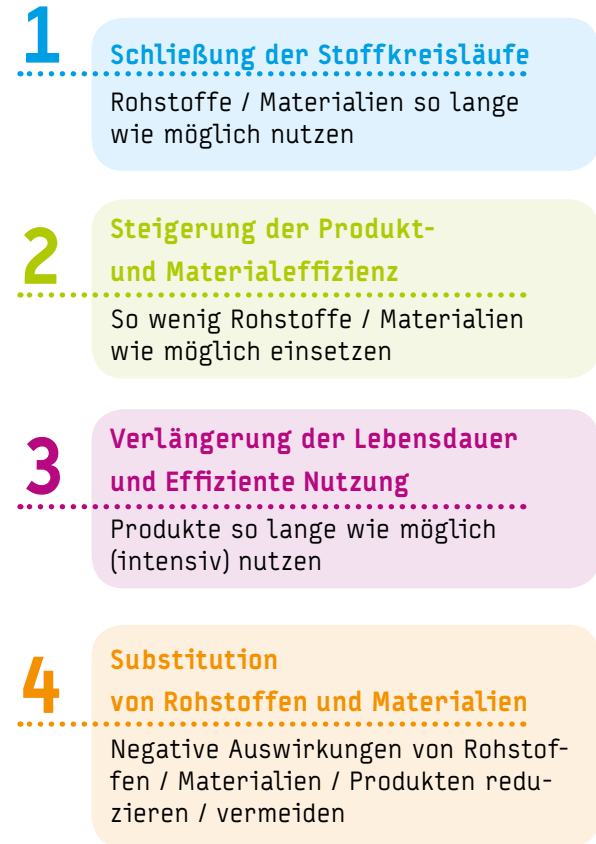 1
Schließung der Stoffkreisläufe
Rohstoffe / Materialien so lange
wie möglich nutzen
2
Steigerung der Produkt-
und Materialeffizienz
So wenig Rohstoffe / Materialien
wie möglich einsetzen
3
Verlängerung der Lebensdauer
und Effiziente Nutzung
Produkte so lange wie möglich
(intensiv) nutzen
4
Substitution
von Rohstoffen und Materialien
Negative Auswirkungen von Rohstof-
fen / Materialien / Produkten redu-
zieren / vermeiden